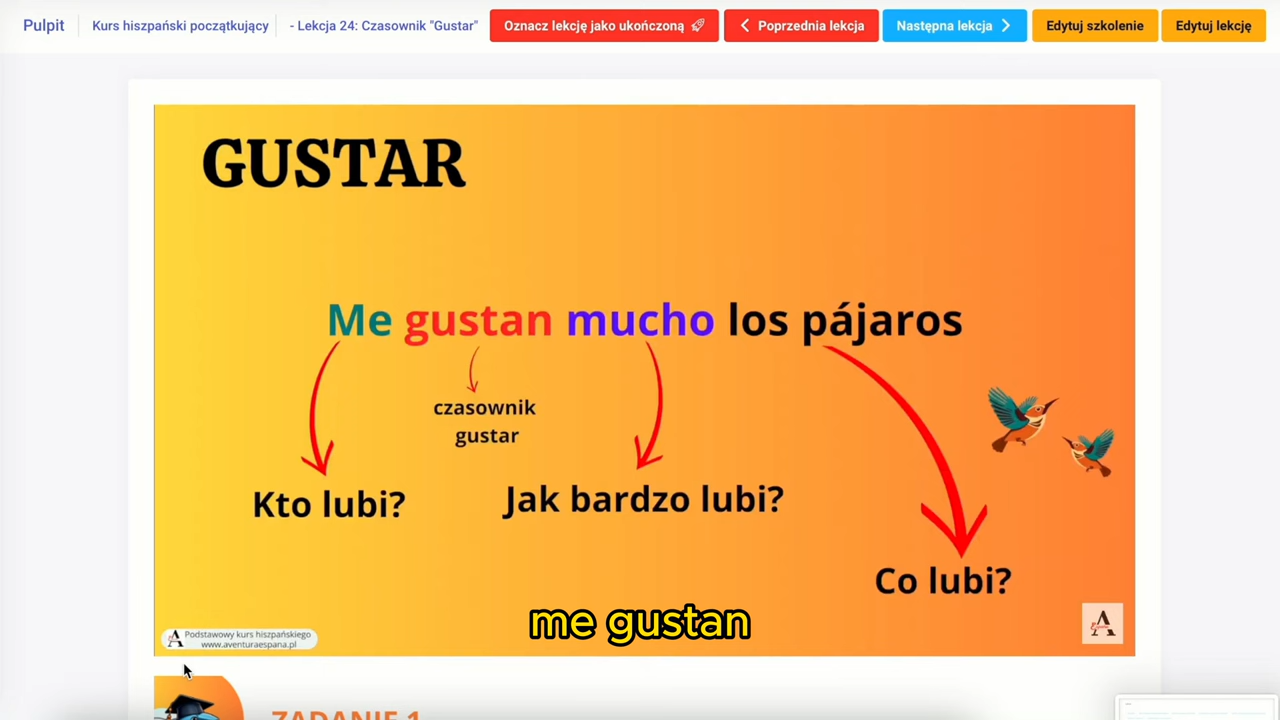 Pulpit
Kurs hiszpański początkujący
- Lekcja 24: Czasownik "Gustar"
Oznacz lekcję jako ukończoną
Poprzednia lekcja
Następna lekcja
Edytuj szkolenie
Edytuj lekcję
GUSTAR
Me gustan mucho los pájaros
czasownik
gustar
Kto lubi?
Jak bardzo lubi?
Co lubi?
me gustan
A
Podstawowy kurs hiszpańskiego
www.aventuraespana.pl
A
ZADANIE 1